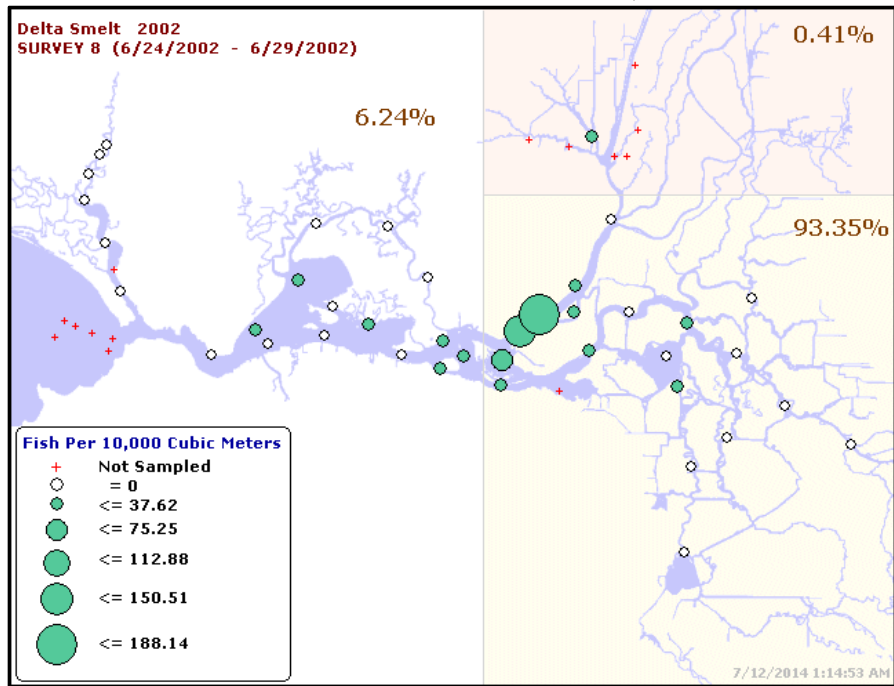 Delta Smelt 2002
SURVEY 8 (6/24/2002 - 6/29/2002)
0.41%
6.24%
93.35%
Fish Per 10,000 Cubic Meters
Not Sampled
= 0
<= 37.62
<= 75.25
<= 112.88
<= 150.51
<= 188.14
7/12/2014 1:14:53 AM